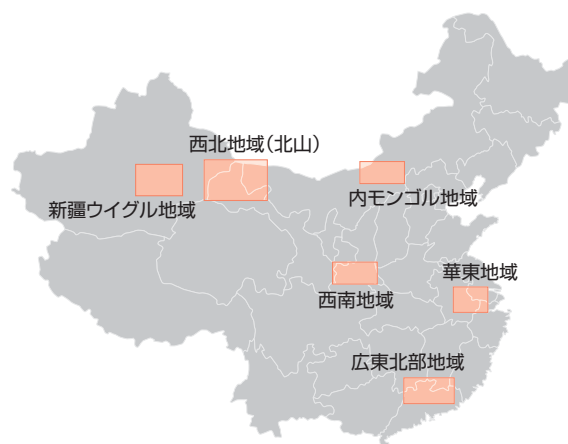 西北地域（北山）
新疆ウイグル地域
内モンゴル地域
華東地域
西南地域
広東北部地域